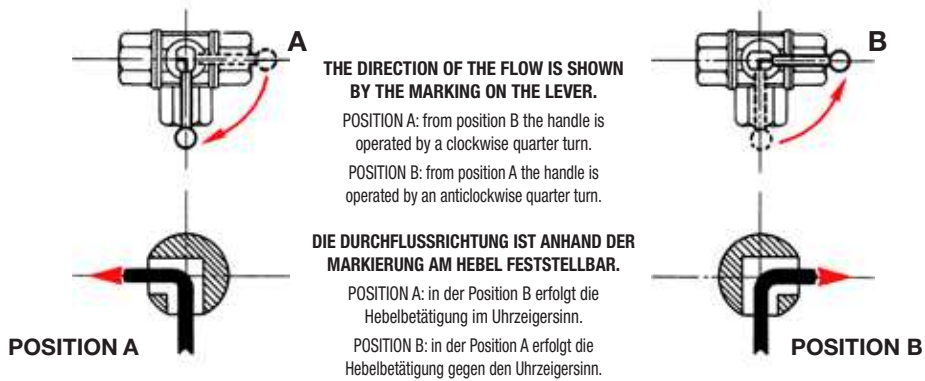 A
B
THE DIRECTION OF THE FLOW IS SHOWN
BY THE MARKING ON THE LEVER.
POSITION A: from position B the handle is
operated by a clockwise quarter turn.
POSITION B: from position A the handle is
operated by an anticlockwise quarter turn.
DIE DURCHFLUSSRICHTUNG IST ANHAND DER
MARKIERUNG AM HEBEL FESTSTELLBAR.
POSITION A: in der Position B erfolgt die
Hebelbetätigung im Uhrzeigersinn.
POSITION B: in der Position A erfolgt die
Hebelbetätigung gegen den Uhrzeigersinn.
POSITION A
POSITION B